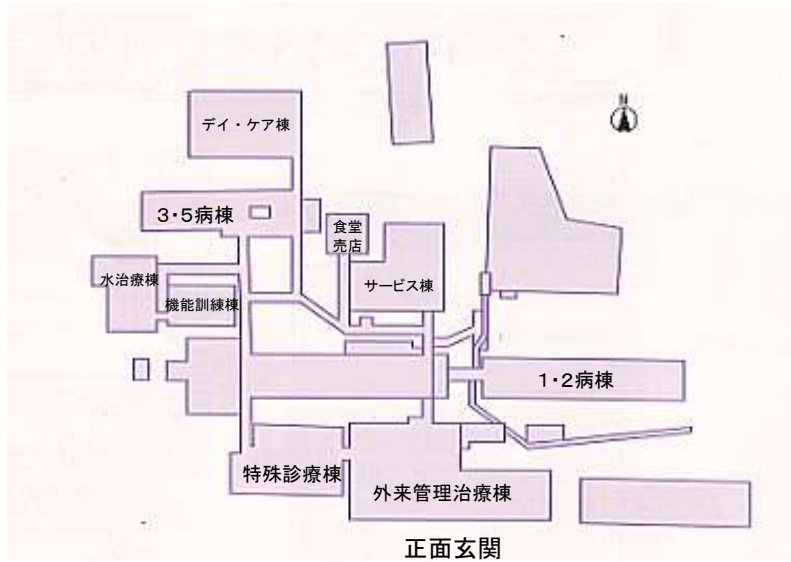 N
デイ・ケア棟
3・5病棟
食堂
売店
水治療棟
サービス棟
機能訓練棟
1・2病棟
特殊診療棟
外来管理治療棟
正面玄関